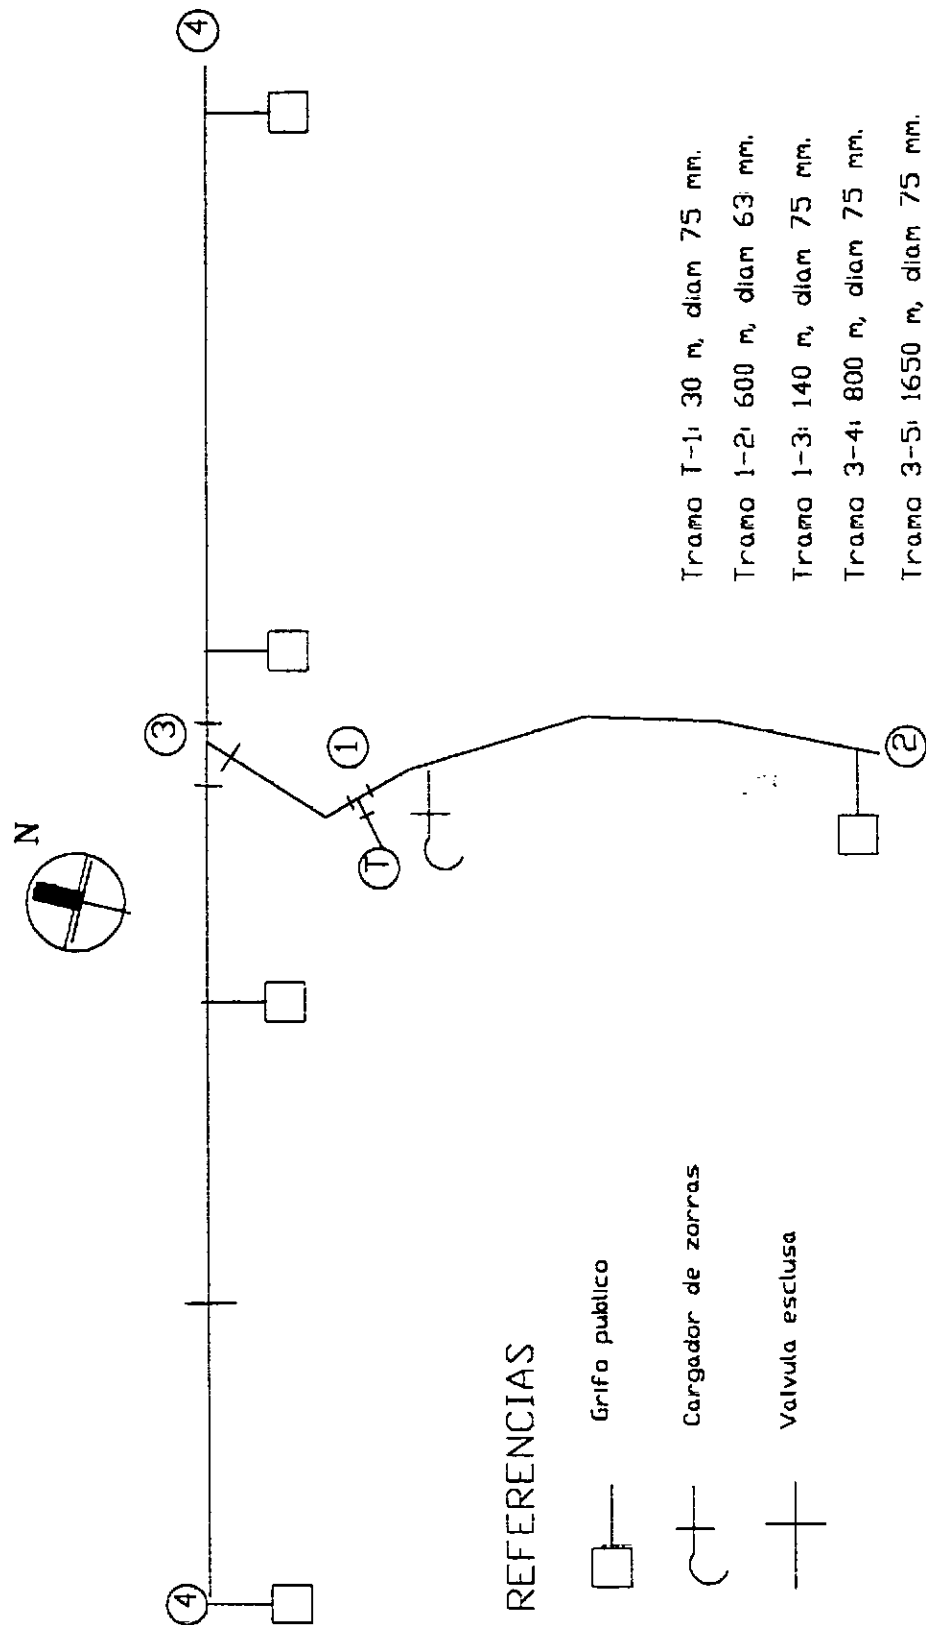 N
4
3
1
T
2
4
Tramo T-1: 30 m, diam 75 mm.
Tramo 1-2: 600 m, diam 63 mm.
Tramo 1-3: 140 m, diam 75 mm.
Tramo 3-4: 800 m, diam 75 mm.
Tramo 3-5: 1650 m, diam 75 mm.
REFERENCIAS
Grifo publico
Cargador de zorras
Valvula esclusa